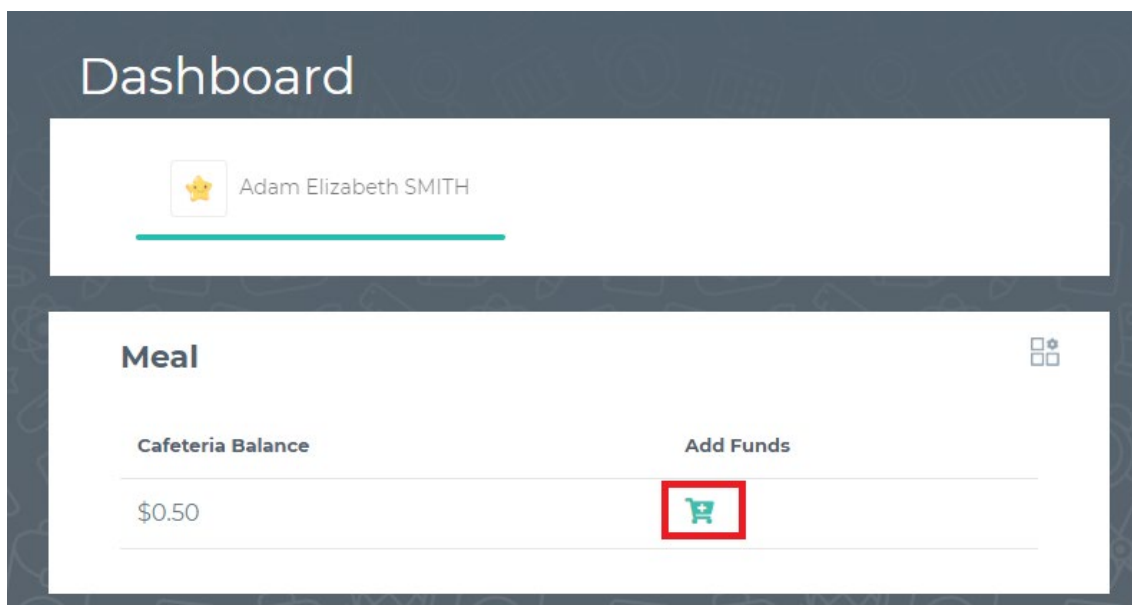 Dashboard
Adam Elizabeth SMITH
Meal
Cafeteria Balance Add Funds
$0.50